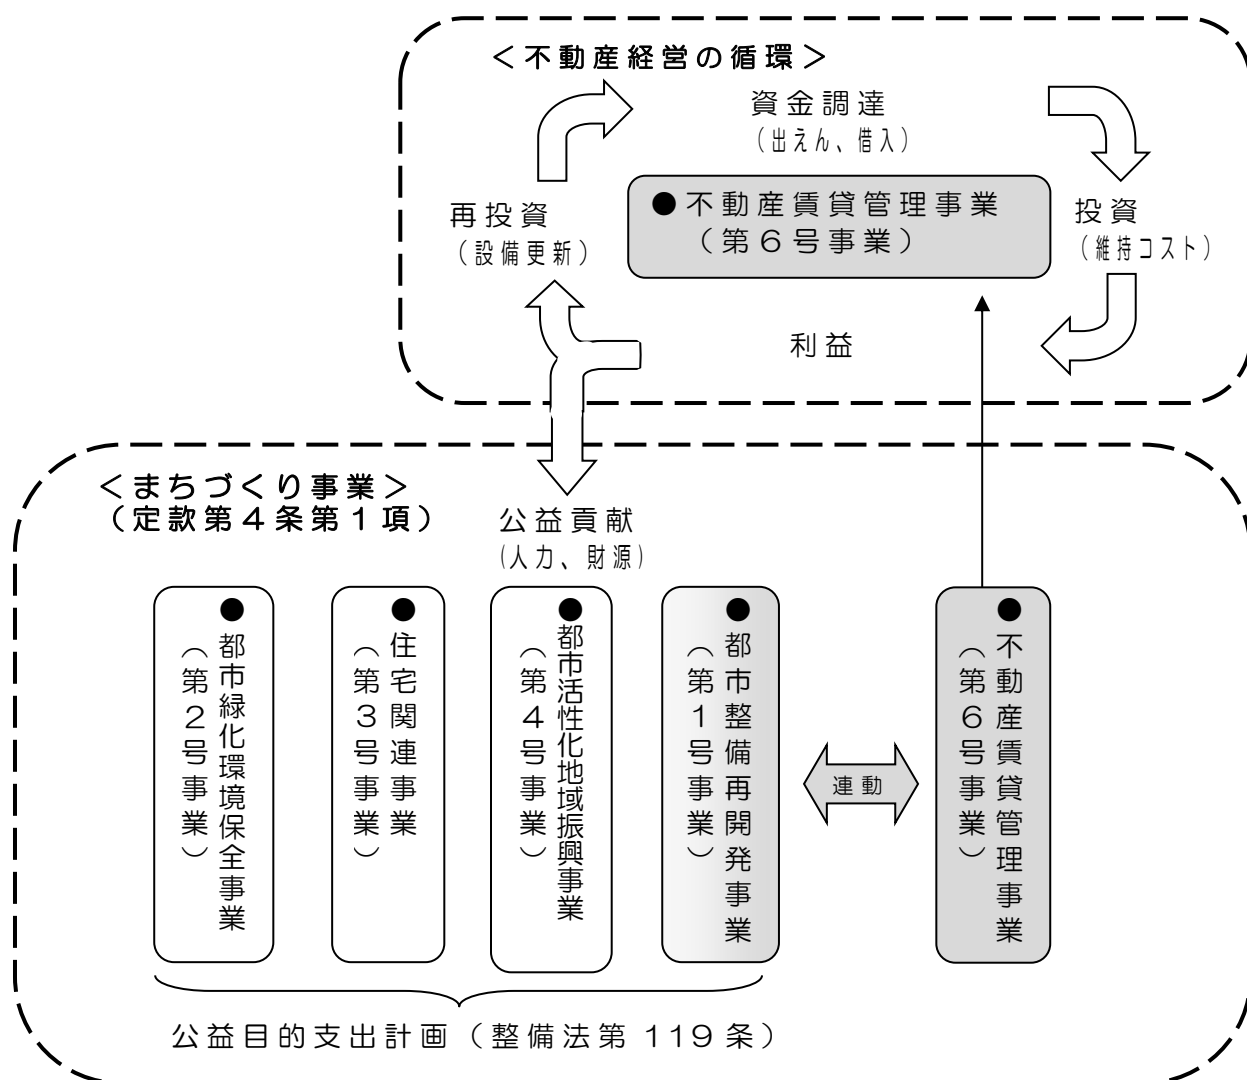 ＜不動産経営の循環＞
資金調達
（出えん、借入）
再投資
（設備更新）
●不動産賃貸管理事業
（第６号事業）
投資
（維持コスト）
利益
＜まちづくり事業＞
（定款第４条第１項）
公益貢献
（人力、財源）
●都市緑化環境保全事業
（第２号事業）
●住宅関連事業
（第３号事業）
●都市活性化地域振興事業
（第４号事業）
●都市整備再開発事業
（第１号事業）
連動
●不動産賃貸管理事業
（第６号事業）
公益目的支出計画（整備法第 119 条）